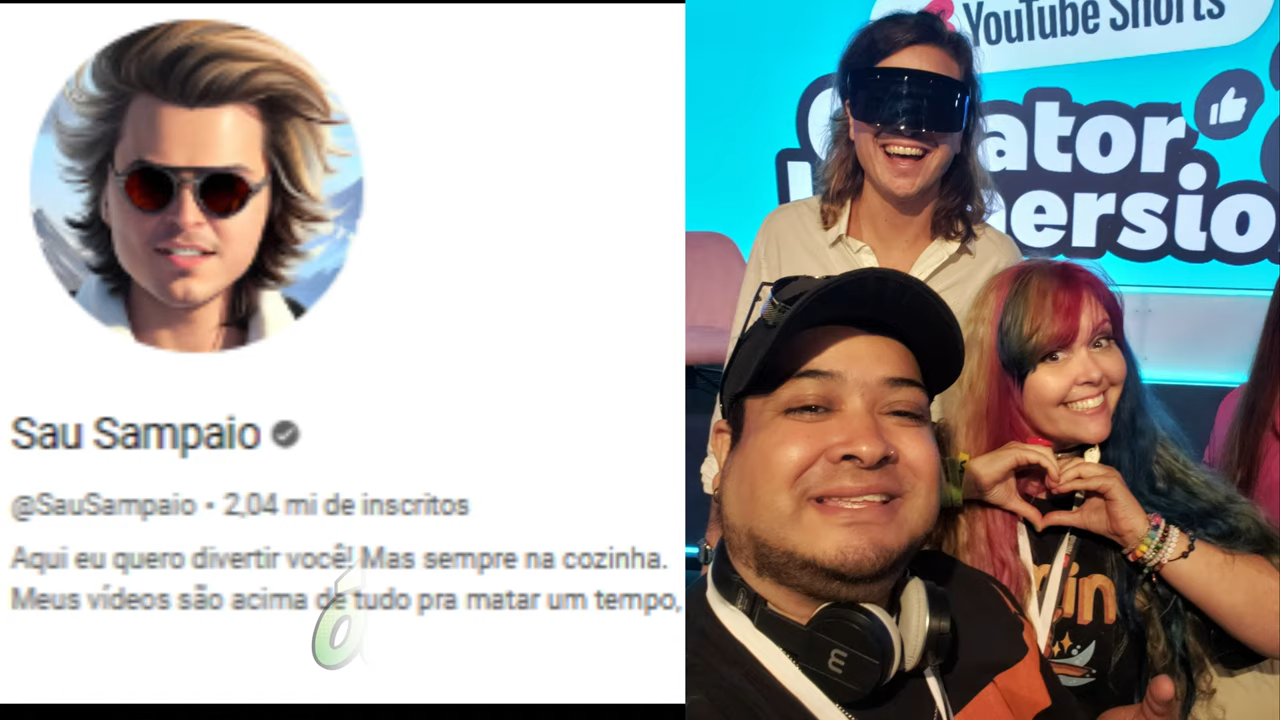 Sau Sampaio
@SauSampaio • 2,04 mi de inscritos
Aqui eu quero divertir você! Mas sempre na cozinha.
Meus vídeos são acima de tudo pra matar um tempo,
YouTube Shorts